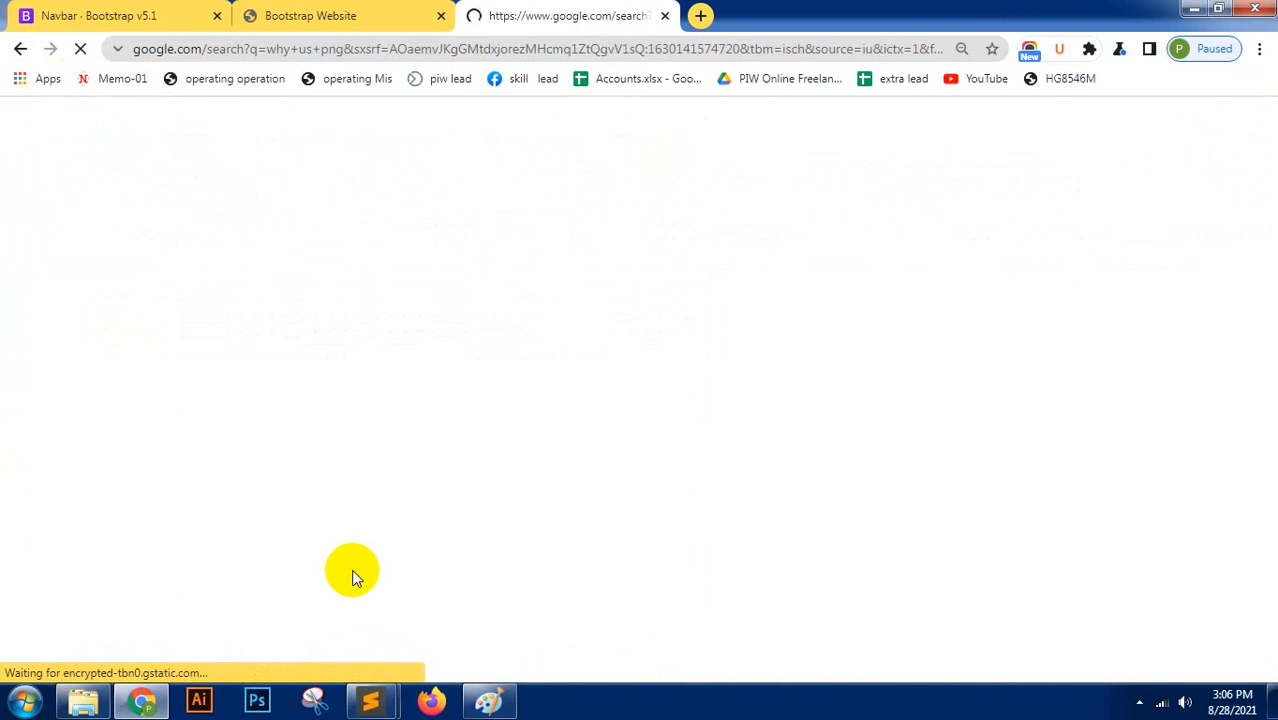 Navbar · Bootstrap v5.1
Bootstrap Website
https://www.google.com/search?
google.com/search?q=why+us+png&sxsrf=AOaemvJKgGMtdxjorezMHcmq1ZtQgvV1sQ:1630141574720&tbm=isch&source=iu&ictx=1&f...
New
U
P
Paused
Apps
N
Memo-01
operating operation
operating Mis
piw lead
skill lead
Accounts.xlsx - Goo...
PIW Online Freelan...
extra lead
YouTube
HG8546M
Waiting for encrypted-tbn0.gstatic.com...
P
Ai
Ps
3:06 PM
8/28/2021